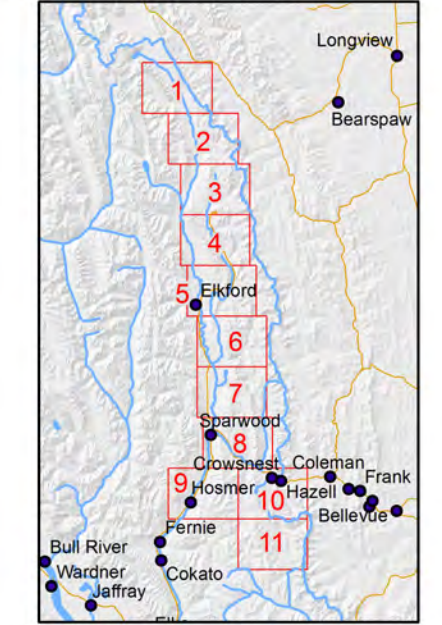 Longview
1
Bearspaw
2
3
4
5 Elkford
6
7
Sparwood
8
Crowsnest Coleman
9 Frank
Hosmer 10 Hazell
Bellevue
Fernie
11
Bull River
Cokato
Wardner
Jaffray